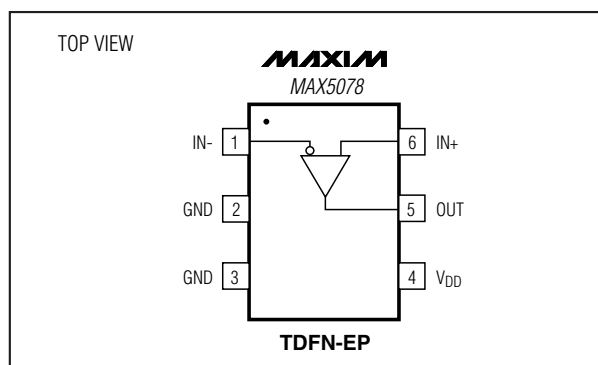 TOP VIEW
MAXIM
MAX5078
IN- 1
6 IN+
GND 2
5 OUT
GND 3
4 VDD
TDFN-EP